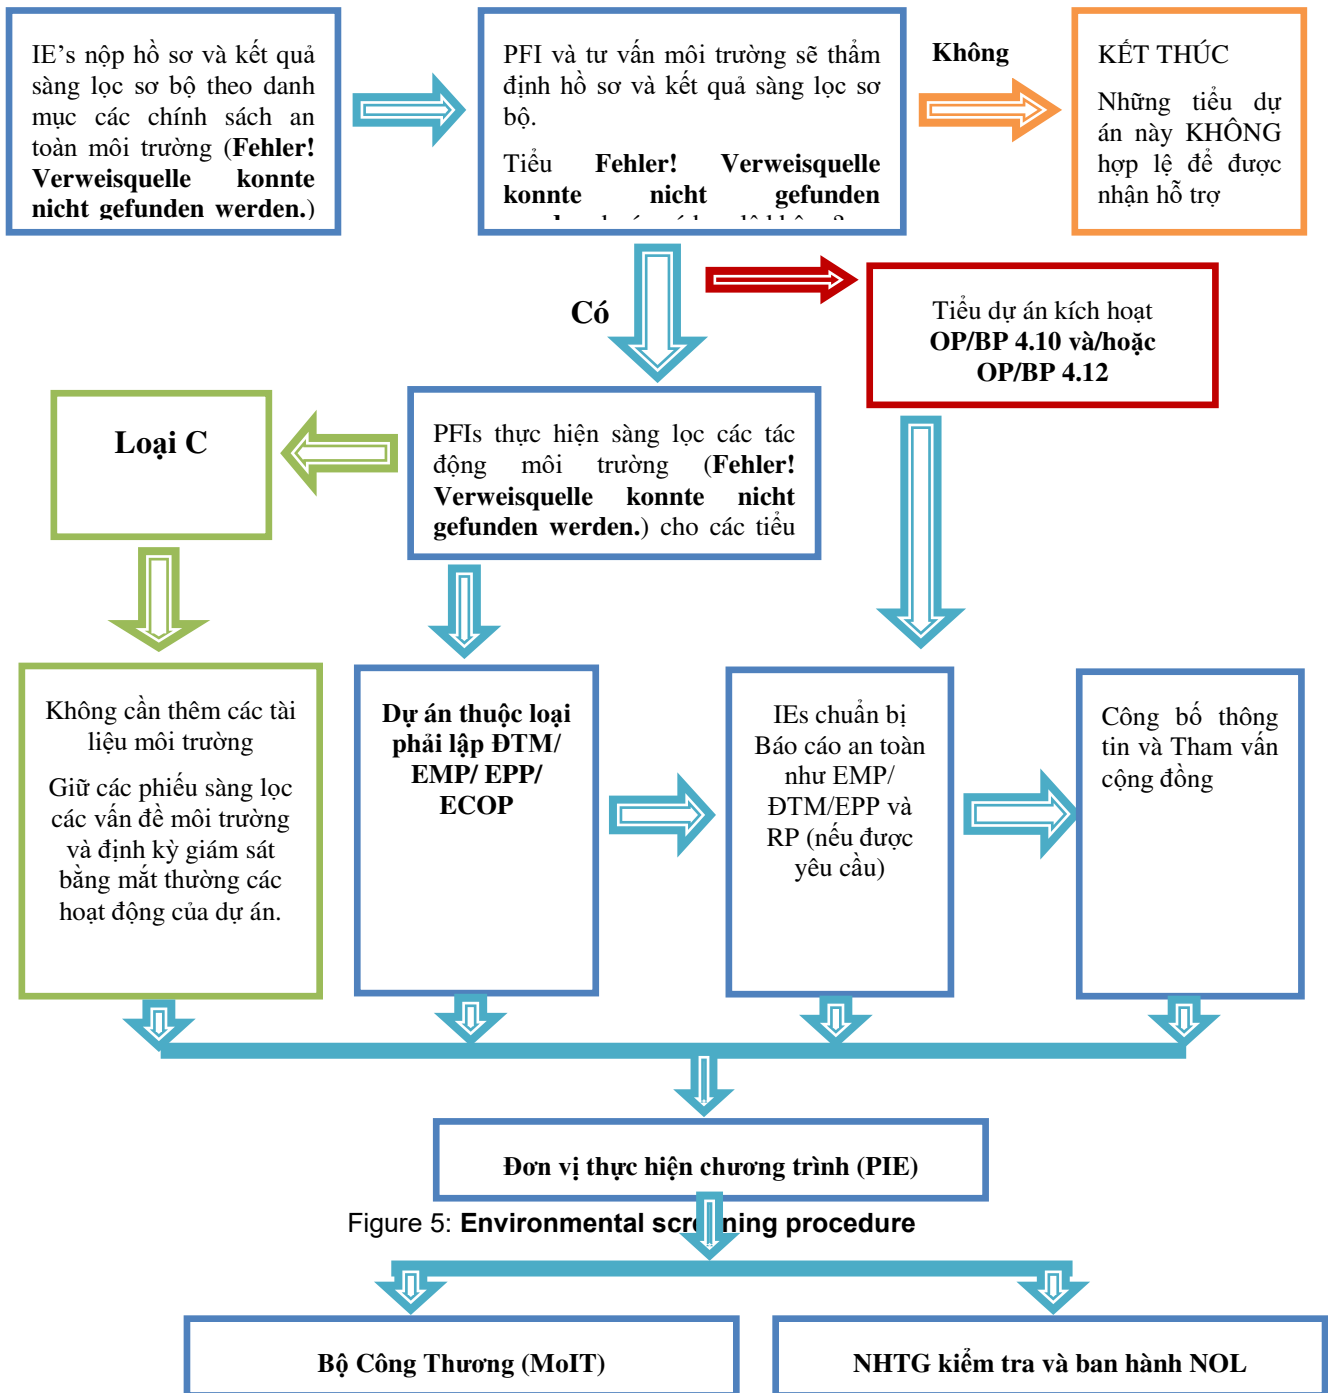 IE's nộp hồ sơ và kết quả
sàng lọc sơ bộ theo danh
mục các chính sách an
toàn môi trường (Fehler!
Verweisquelle konnte
nicht gefunden werden.)
PFI và tư vấn môi trường sẽ thẩm
định hồ sơ và kết quả sàng lọc sơ
bộ.
Tiểu Fehler! Verweisquelle
konnte nicht gefunden
Không
KẾT THÚC
Những tiểu dự
án này KHÔNG
hợp lệ để được
nhận hỗ trợ
Có
Tiểu dự án kích hoạt
OP/BP 4.10 và/hoặc
OP/BP 4.12
Loại C
PFIs thực hiện sàng lọc các tác
động môi trường (Fehler!
Verweisquelle konnte nicht
gefunden werden.) cho các tiểu
Không cần thêm các tài
liệu môi trường
Giữ các phiếu sàng lọc
các vấn đề môi trường
và định kỳ giám sát
bằng mắt thường các
hoạt động của dự án.
Dự án thuộc loại
phải lập ĐTM/
EMP/ EPP/
ECOP
IEs chuẩn bị
Báo cáo an toàn
như EMP/
ĐTM/EPP và
RP (nếu được
yêu cầu)
Công bố thông
tin và Tham vấn
cộng đồng
Đơn vị thực hiện chương trình (PIE)
Figure 5: Environmental screening procedure
Bộ Công Thương (MoIT)
NHTG kiểm tra và ban hành NOL